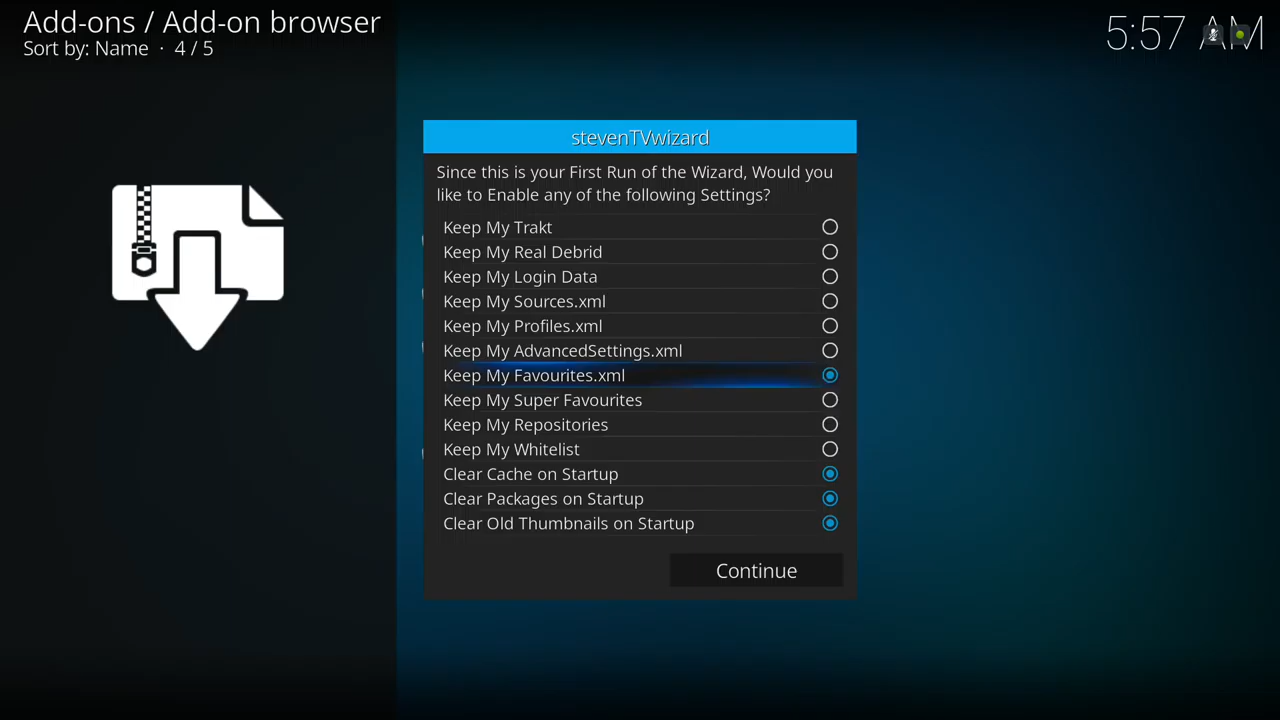 Add-ons / Add-on browser
Sort by: Name · 4 / 5
5:57 AM
stevenTVwizard
Since this is your First Run of the Wizard, Would you
like to Enable any of the following Settings?
Keep My Trakt
Keep My Real Debrid
Keep My Login Data
Keep My Sources.xml
Keep My Profiles.xml
Keep My AdvancedSettings.xml
Keep My Favourites.xml
Keep My Super Favourites
Keep My Repositories
Keep My Whitelist
Clear Cache on Startup
Clear Packages on Startup
Clear Old Thumbnails on Startup
Continue